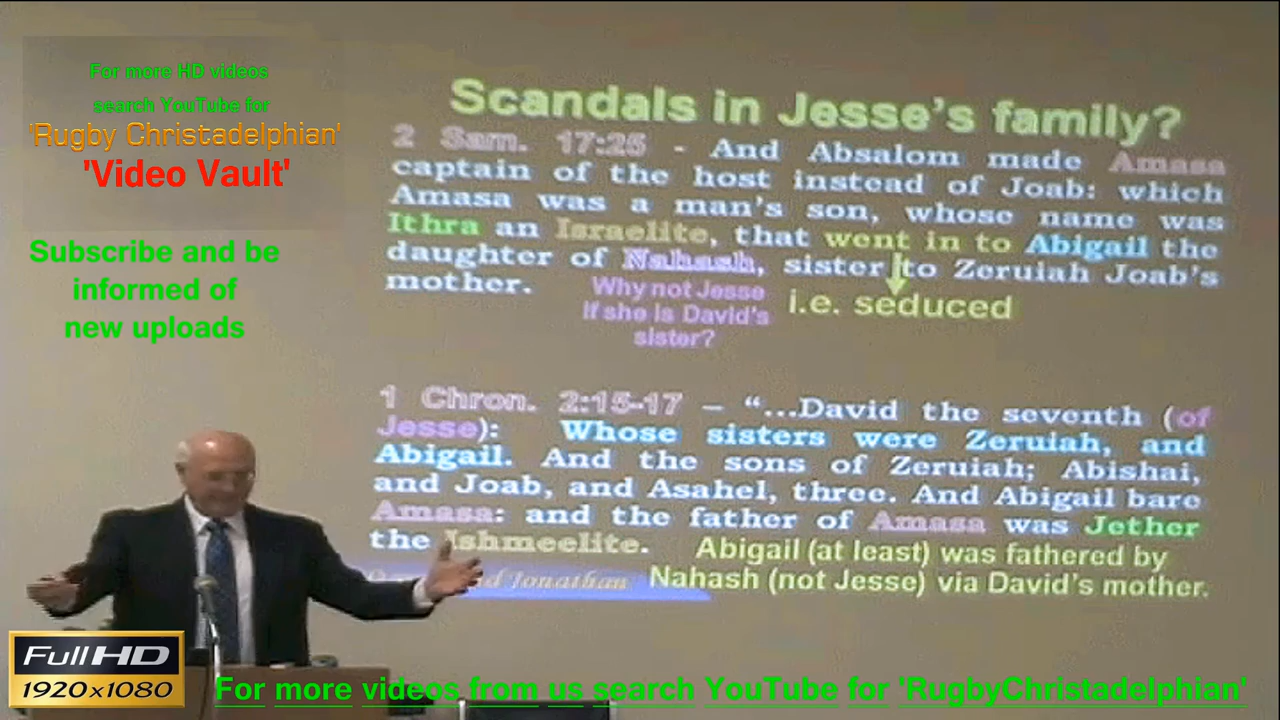 For more HD videos
search YouTube for
'Rugby Christadelphian'
'Video Vault'
Subscribe and be
informed of
new uploads
Scandals in Jesse's family?
2 Sam. 17:25 - And Absalom made Amasa
captain of the host instead of Joab: which
Amasa was a man's son, whose name was
Ithra an Israelite, that went in to Abigail the
daughter of Nahash, sister to Zeruiah Joab's
mother.
Why not Jesse
If she is David's
sister?
i.e. seduced
1 Chron. 2:15-17 – “...David the seventh (of
Jesse): Whose sisters were Zeruiah, and
Abigail. And the sons of Zeruiah; Abishai,
and Joab, and Asahel, three. And Abigail bare
Amasa: and the father of Amasa was Jether
the Ishmeelite.
Abigail (at least) was fathered by
Nahash (not Jesse) via David's mother.
Jonathan
Full HD
1920x1080
For more videos from us search YouTube for 'RugbyChristadelphian'